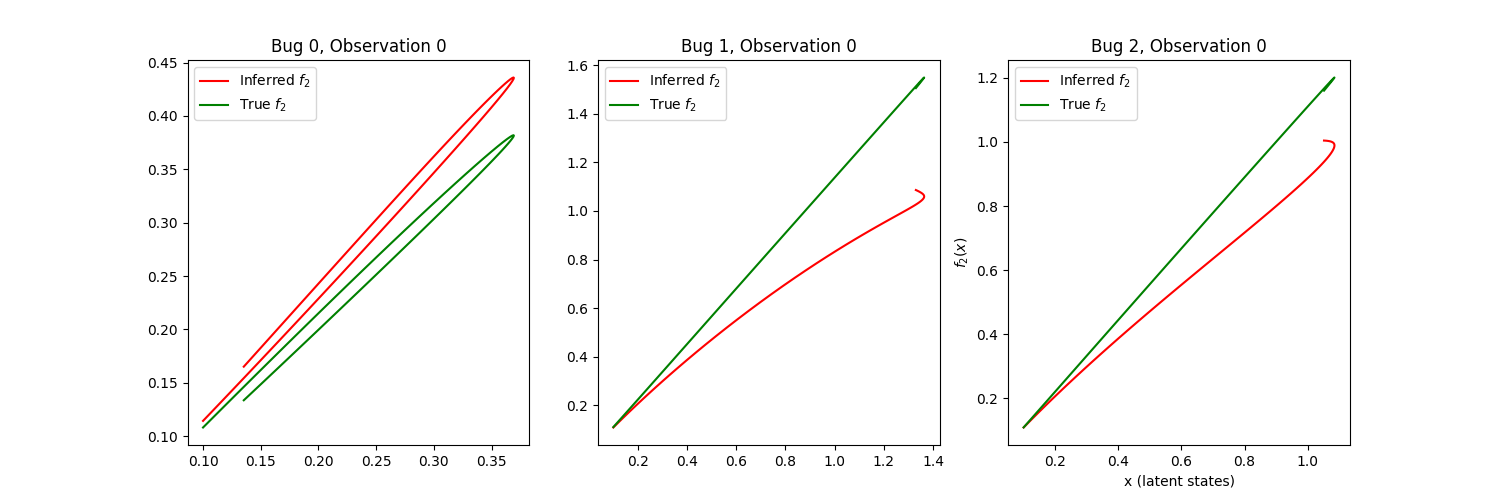 Bug 0, Observation 0
Inferred f₂
True f₂
0.45
0.40
0.35
0.30
0.25
0.20
0.15
0.10
0.10 0.15 0.20 0.25 0.30 0.35
Bug 1, Observation 0
Inferred f₂
True f₂
1.6
1.4
1.2
1.0
0.8
0.6
0.4
0.2
0.2 0.4 0.6 0.8 1.0 1.2 1.4
Bug 2, Observation 0
Inferred f₂
True f₂
f₂(x)
1.2
1.0
0.8
0.6
0.4
0.2
0.2 0.4 0.6 0.8 1.0
x (latent states)